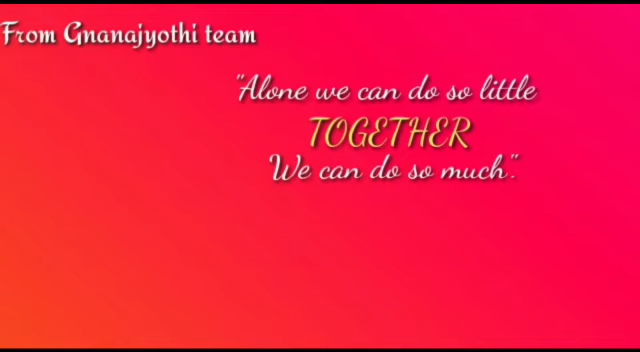 From Gnanajyothi team
"Alone we can do so little
TOGETHER
We can do so much".